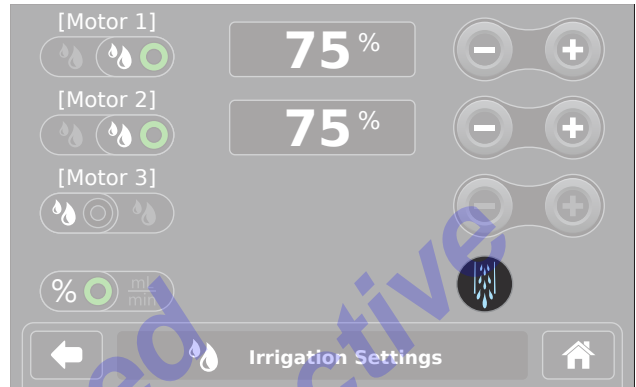 [Motor 1]
75 %
[Motor 2]
75 %
[Motor 3]
% ml/min
Irrigation Settings